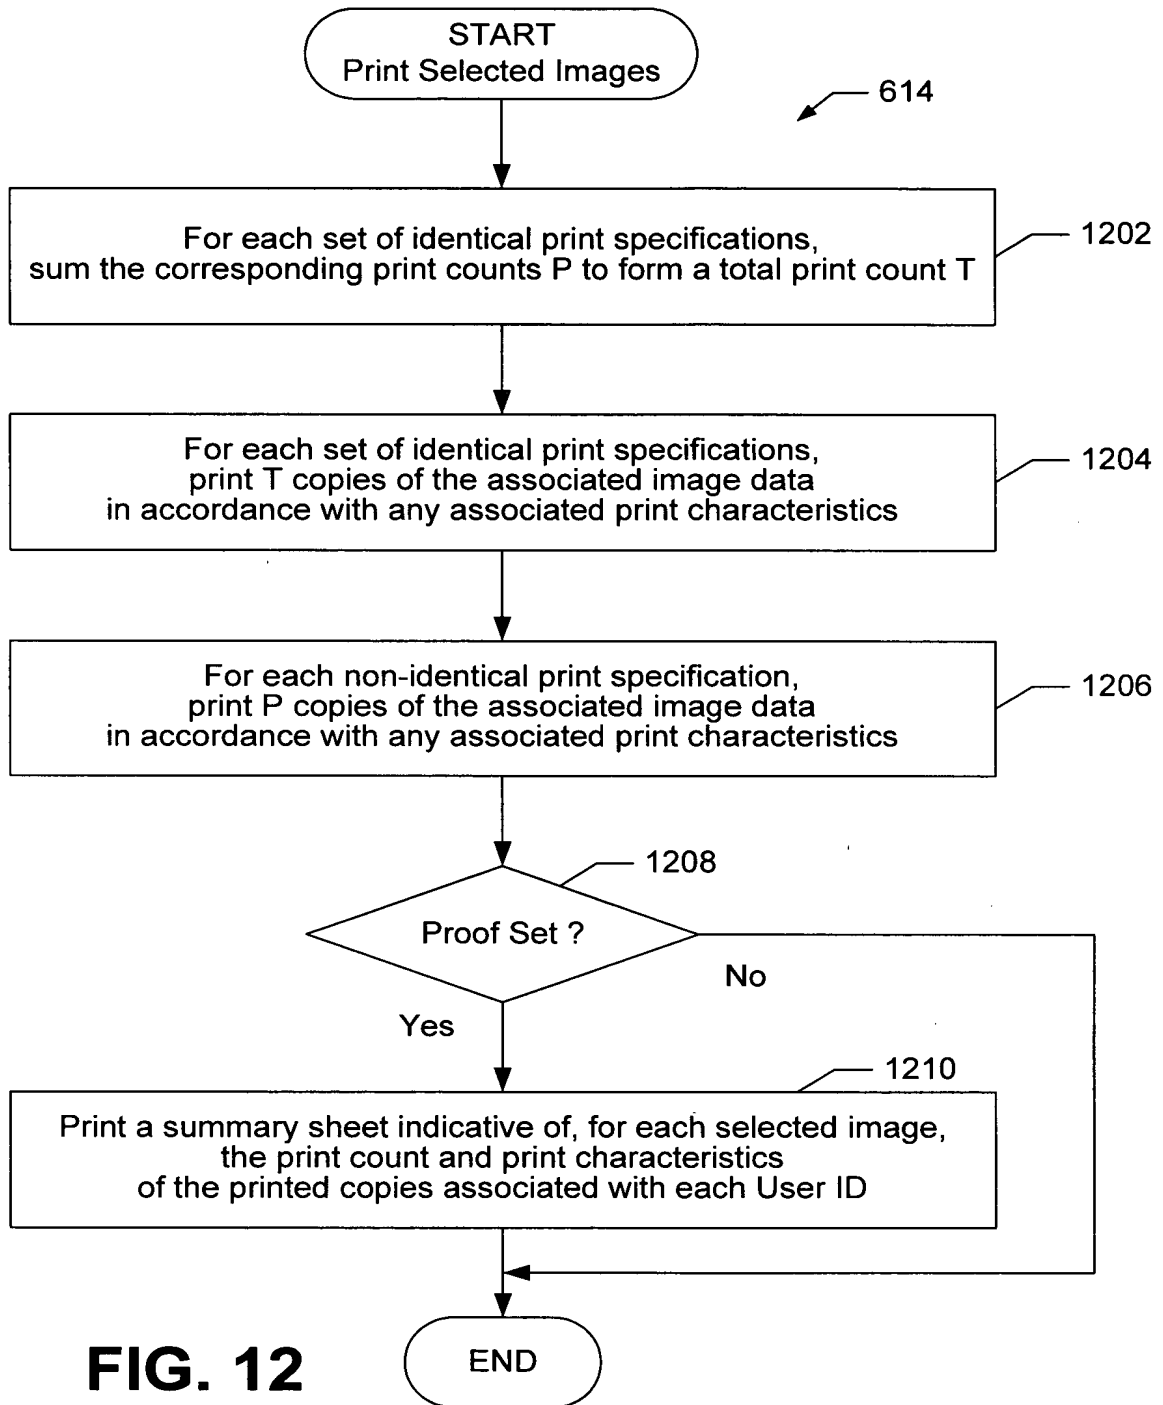 START
Print Selected Images
614
For each set of identical print specifications,
sum the corresponding print counts P to form a total print count T
1202
For each set of identical print specifications,
print T copies of the associated image data
in accordance with any associated print characteristics
1204
For each non-identical print specification,
print P copies of the associated image data
in accordance with any associated print characteristics
1206
1208
Proof Set ?
No
Yes
1210
Print a summary sheet indicative of, for each selected image,
the print count and print characteristics
of the printed copies associated with each User ID
END
FIG. 12